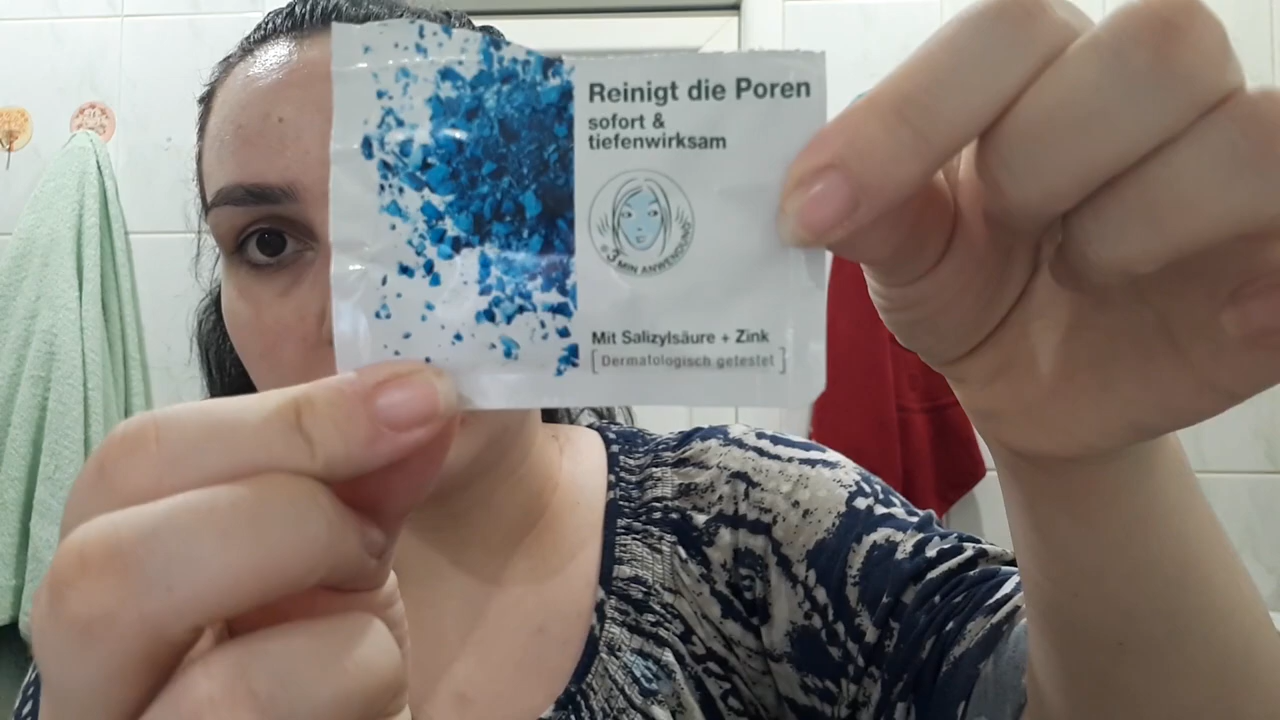 Reinigt die Poren
sofort &
tiefenwirksam
3 MIN ANWENDUNG
Mit Salizylsäure + Zink
[Dermatologisch getestet]